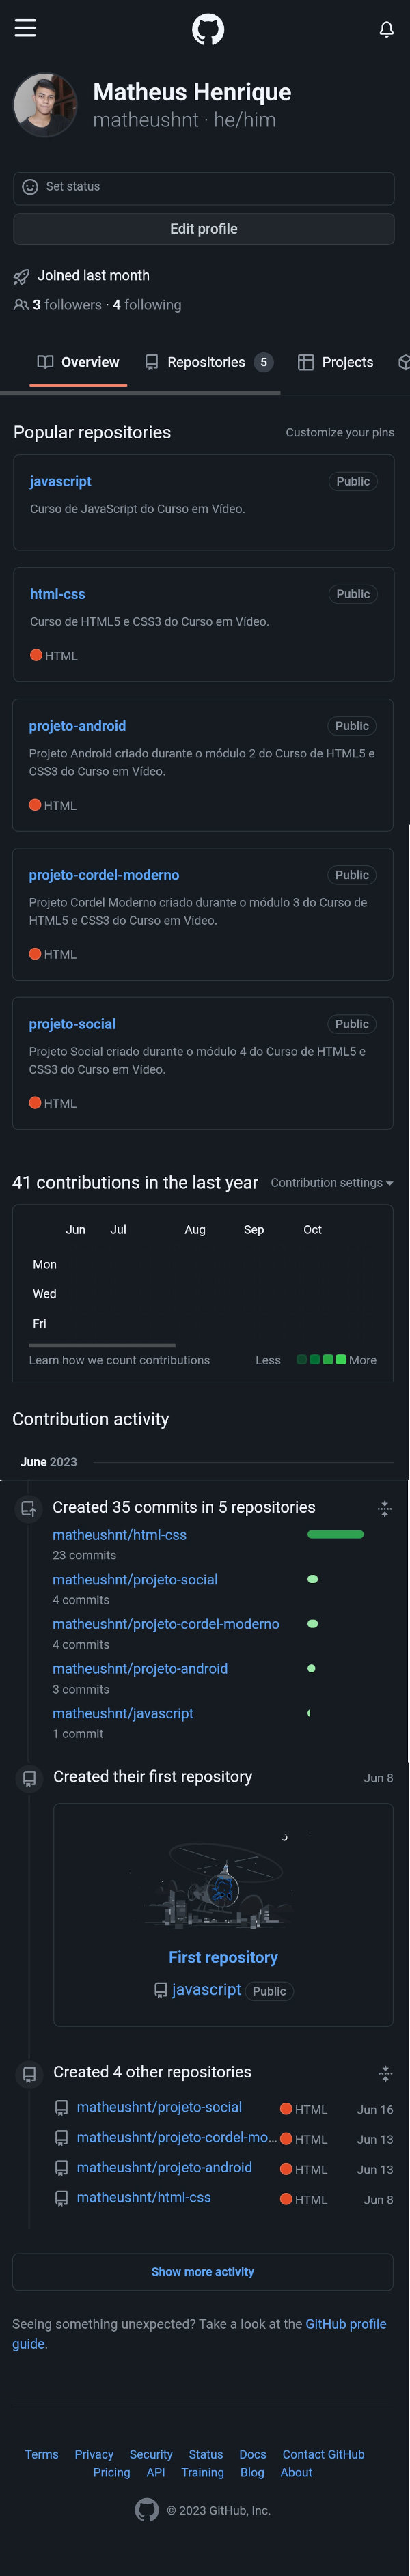 Matheus Henrique
matheushnt · he/him
Set status
Edit profile
Joined last month
3 followers · 4 following
Overview Repositories 5 Projects
Popular repositories Customize your pins
javascript Public
Curso de JavaScript do Curso em Vídeo.
html-css Public
Curso de HTML5 e CSS3 do Curso em Vídeo.
HTML
projeto-android Public
Projeto Android criado durante o módulo 2 do Curso de HTML5 e
CSS3 do Curso em Vídeo.
HTML
projeto-cordel-moderno Public
Projeto Cordel Moderno criado durante o módulo 3 do Curso de
HTML5 e CSS3 do Curso em Vídeo.
HTML
projeto-social Public
Projeto Social criado durante o módulo 4 do Curso de HTML5 e
CSS3 do Curso em Vídeo.
HTML
41 contributions in the last year Contribution settings
Jun Jul Aug Sep Oct
Mon
Wed
Fri
Learn how we count contributions Less More
Contribution activity
June 2023
Created 35 commits in 5 repositories
matheushnt/html-css
23 commits
matheushnt/projeto-social
4 commits
matheushnt/projeto-cordel-moderno
4 commits
matheushnt/projeto-android
3 commits
matheushnt/javascript
1 commit
Created their first repository Jun 8
First repository
javascript Public
Created 4 other repositories
matheushnt/projeto-social HTML Jun 16
matheushnt/projeto-cordel-mo... HTML Jun 13
matheushnt/projeto-android HTML Jun 13
matheushnt/html-css HTML Jun 8
Show more activity
Seeing something unexpected? Take a look at the GitHub profile
guide.
Terms Privacy Security Status Docs Contact GitHub
Pricing API Training Blog About
© 2023 GitHub, Inc.